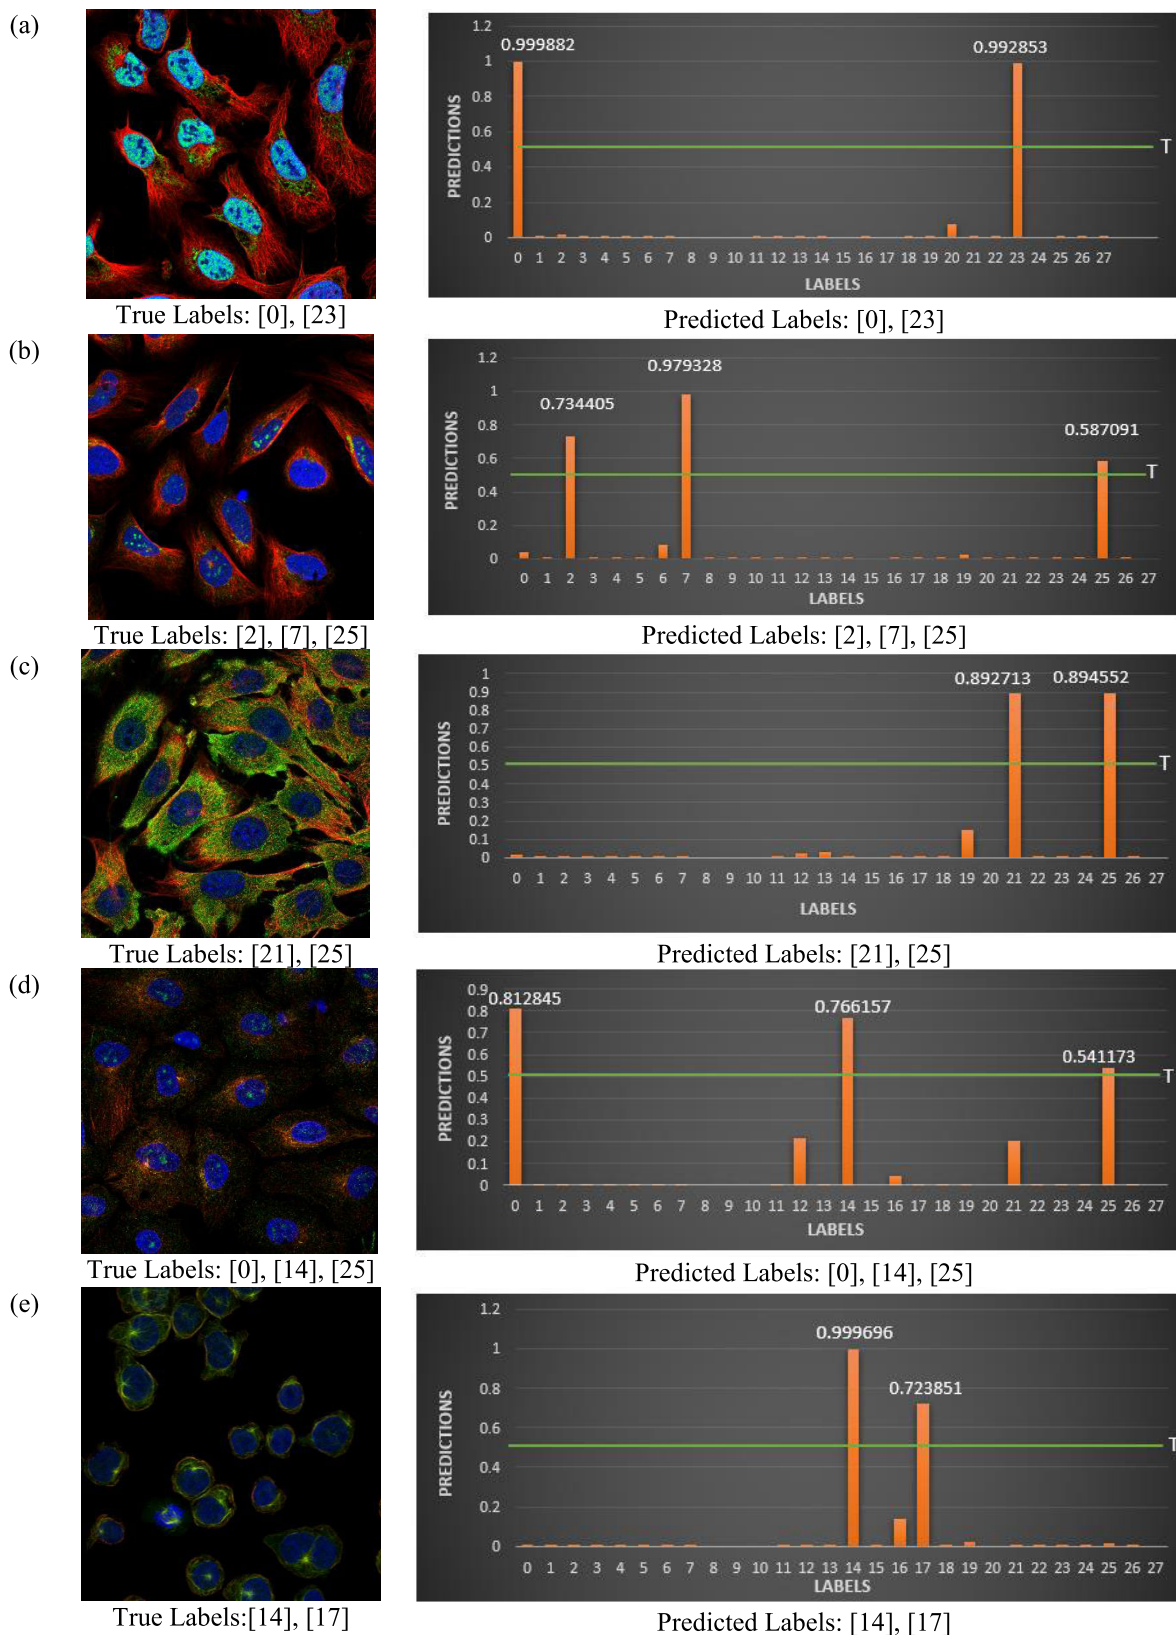 (a)
1.2
1
0.8
0.6
0.4
0.2
0
PREDICTIONS
0.999882
0.992853
T
0 1 2 3 4 5 6 7 8 9 10 11 12 13 14 15 16 17 18 19 20 21 22 23 24 25 26 27
LABELS
True Labels: [0], [23]
Predicted Labels: [0], [23]
(b)
1.2
1
0.8
0.6
0.4
0.2
0
PREDICTIONS
0.734405
0.979328
0.587091
T
0 1 2 3 4 5 6 7 8 9 10 11 12 13 14 15 16 17 18 19 20 21 22 23 24 25 26 27
LABELS
True Labels: [2], [7], [25]
Predicted Labels: [2], [7], [25]
(c)
1
0.9
0.8
0.7
0.6
0.5
0.4
0.3
0.2
0.1
0
PREDICTIONS
0.892713
0.894552
T
0 1 2 3 4 5 6 7 8 9 10 11 12 13 14 15 16 17 18 19 20 21 22 23 24 25 26 27
LABELS
True Labels: [21], [25]
Predicted Labels: [21], [25]
(d)
0.9
0.8
0.7
0.6
0.5
0.4
0.3
0.2
0.1
0
PREDICTIONS
0.812845
0.766157
0.541173
T
0 1 2 3 4 5 6 7 8 9 10 11 12 13 14 15 16 17 18 19 20 21 22 23 24 25 26 27
LABELS
True Labels: [0], [14], [25]
Predicted Labels: [0], [14], [25]
(e)
1.2
1
0.8
0.6
0.4
0.2
0
PREDICTIONS
0.999696
0.723851
T
0 1 2 3 4 5 6 7 8 9 10 11 12 13 14 15 16 17 18 19 20 21 22 23 24 25 26 27
LABELS
True Labels:[14], [17]
Predicted Labels: [14], [17]